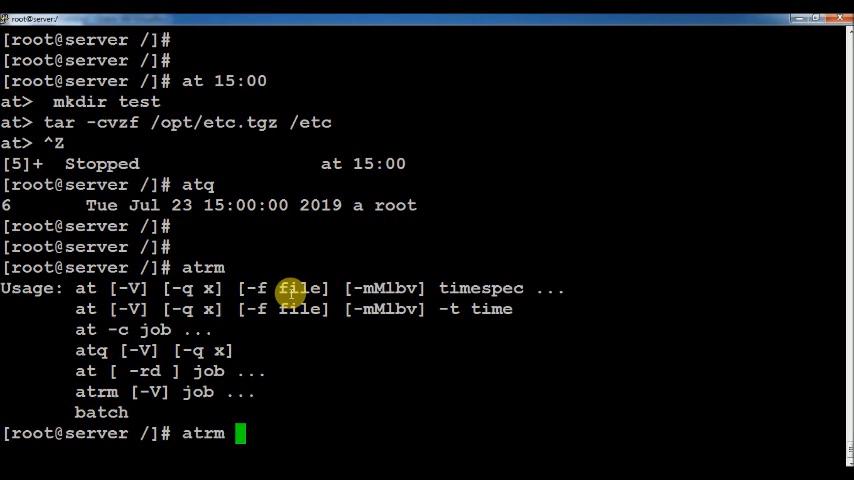 root@server:/
[root@server /]#
[root@server /]#
[root@server /]# at 15:00
at>  mkdir test
at> tar -cvzf /opt/etc.tgz /etc
at> ^Z
[5]+  Stopped                 at 15:00
[root@server /]# atq
6       Tue Jul 23 15:00:00 2019 a root
[root@server /]#
[root@server /]#
[root@server /]# atrm
Usage: at [-V] [-q x] [-f file] [-mMlbv] timespec ...
       at [-V] [-q x] [-f file] [-mMlbv] -t time
       at -c job ...
       atq [-V] [-q x]
       at [ -rd ] job ...
       atrm [-V] job ...
       batch
[root@server /]# atrm